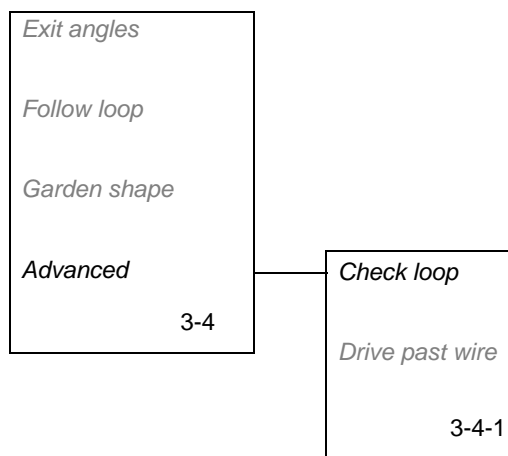 Exit angles
Follow loop
Garden shape
Advanced
3-4
Check loop
Drive past wire
3-4-1